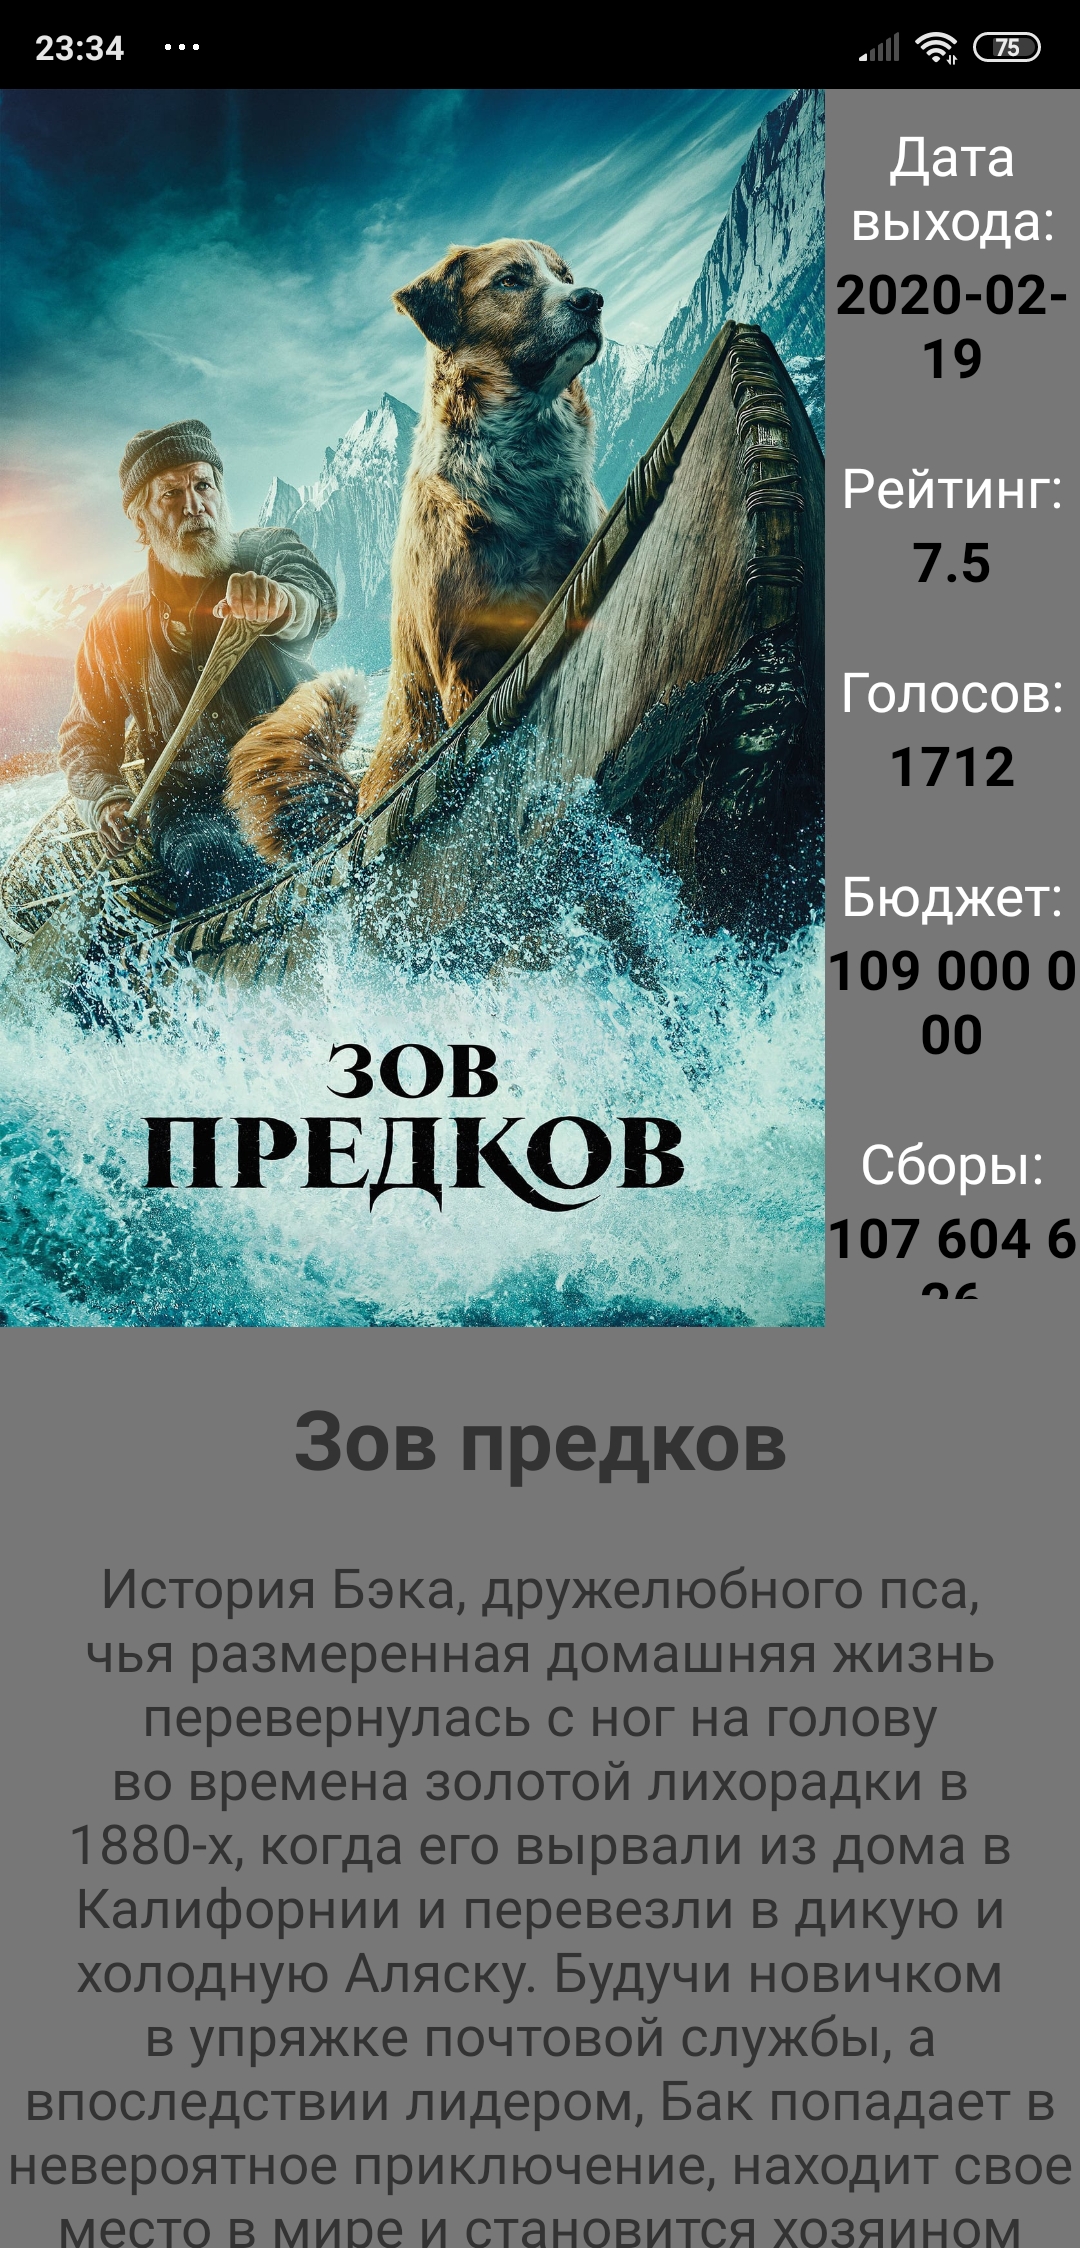 23:34 ...
75
Дата
выхода:
2020-02-
19
Рейтинг:
7.5
Голосов:
1712
Бюджет:
109 000 0
00
Сборы:
107 604 6
ЗОВ
ПРЕДКОВ
Зов предков
История Бэка, дружелюбного пса,
чья размеренная домашняя жизнь
перевернулась с ног на голову
во времена золотой лихорадки в
1880-х, когда его вырвали из дома в
Калифорнии и перевезли в дикую и
холодную Аляску. Будучи новичком
в упряжке почтовой службы, а
впоследствии лидером, Бак попадает в
невероятное приключение, находит свое
место в мире и становится хозяином